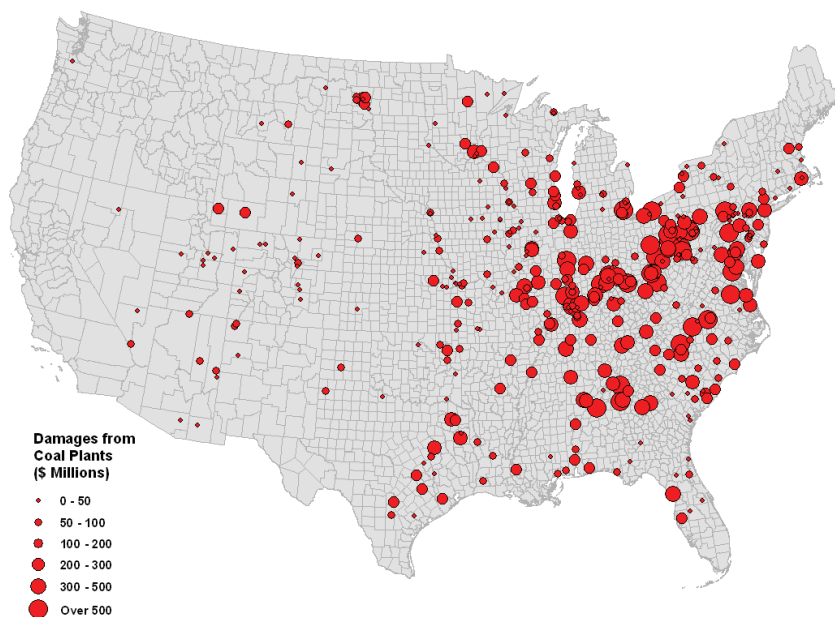 Damages from
Coal Plants
($ Millions)
0 - 50
50 - 100
100 - 200
200 - 300
300 - 500
Over 500